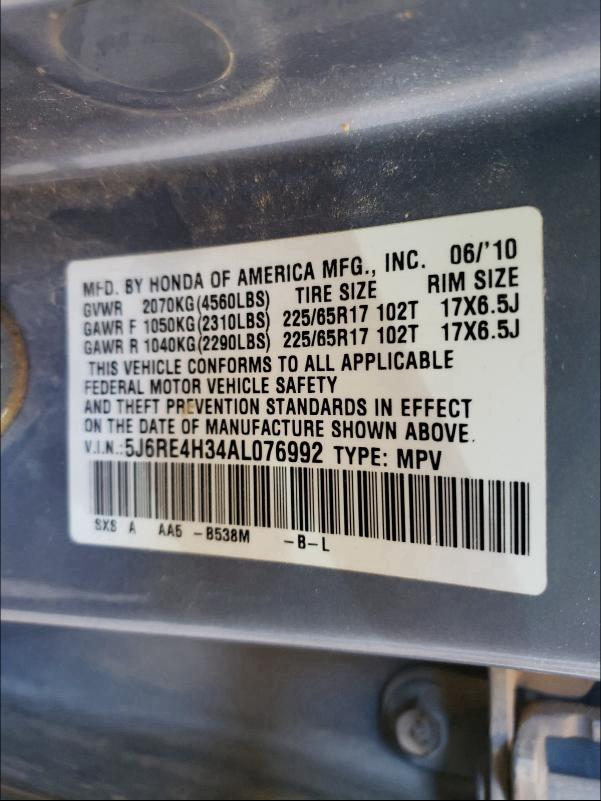 MFD. BY HONDA OF AMERICA MFG., INC. 06/'10
GVWR 2070KG(4560LBS) TIRE SIZE RIM SIZE
GAWR F 1050KG(2310LBS) 225/65R17 102T 17X6.5J
GAWR R 1040KG(2290LBS) 225/65R17 102T 17X6.5J
THIS VEHICLE CONFORMS TO ALL APPLICABLE
FEDERAL MOTOR VEHICLE SAFETY
AND THEFT PREVENTION STANDARDS IN EFFECT
ON THE DATE OF MANUFACTURE SHOWN ABOVE.
V.I.N.:5J6RE4H34AL076992 TYPE: MPV
SXS A AA5 -B538M -B-L